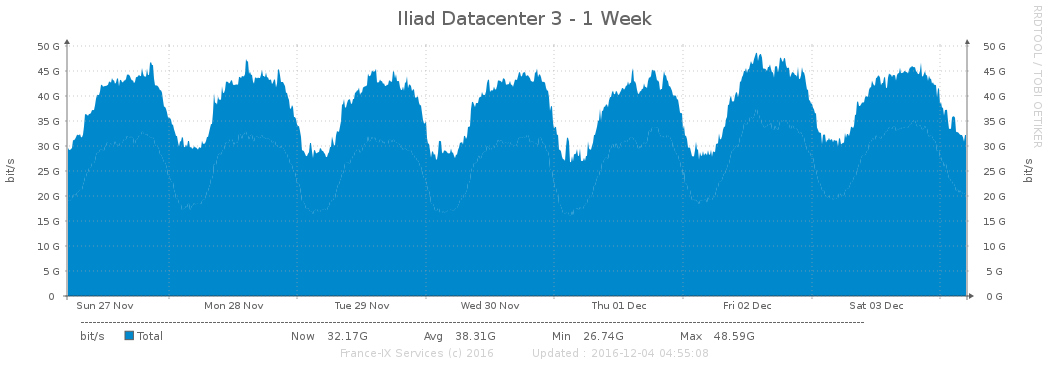 Iliad Datacenter 3 - 1 Week
RRDTOOL / TOBI OETIKER
bit/s
50 G 50 G
45 G 45 G
40 G 40 G
35 G 35 G
30 G 30 G
25 G 25 G
20 G 20 G
15 G 15 G
10 G 10 G
5 G 5 G
0 0 G
bit/s
Sun 27 Nov Mon 28 Nov Tue 29 Nov Wed 30 Nov Thu 01 Dec Fri 02 Dec Sat 03 Dec
bit/s Total Now 32.17G Avg 38.31G Min 26.74G Max 48.59G
France-IX Services (c) 2016 Updated : 2016-12-04 04:55:08